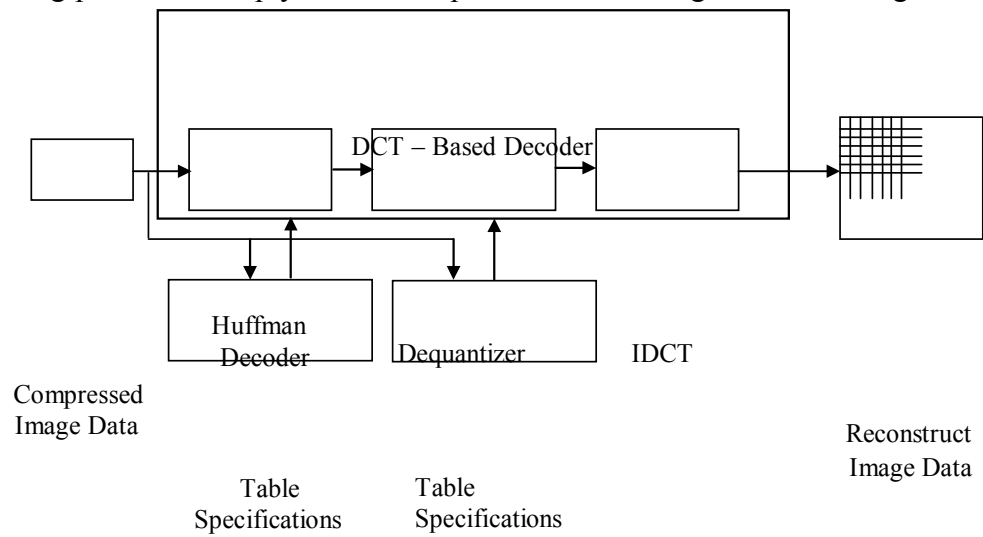 DCT – Based Decoder
Huffman
Decoder
Dequantizer
IDCT
Compressed
Image Data
Reconstruct
Image Data
Table
Specifications
Table
Specifications